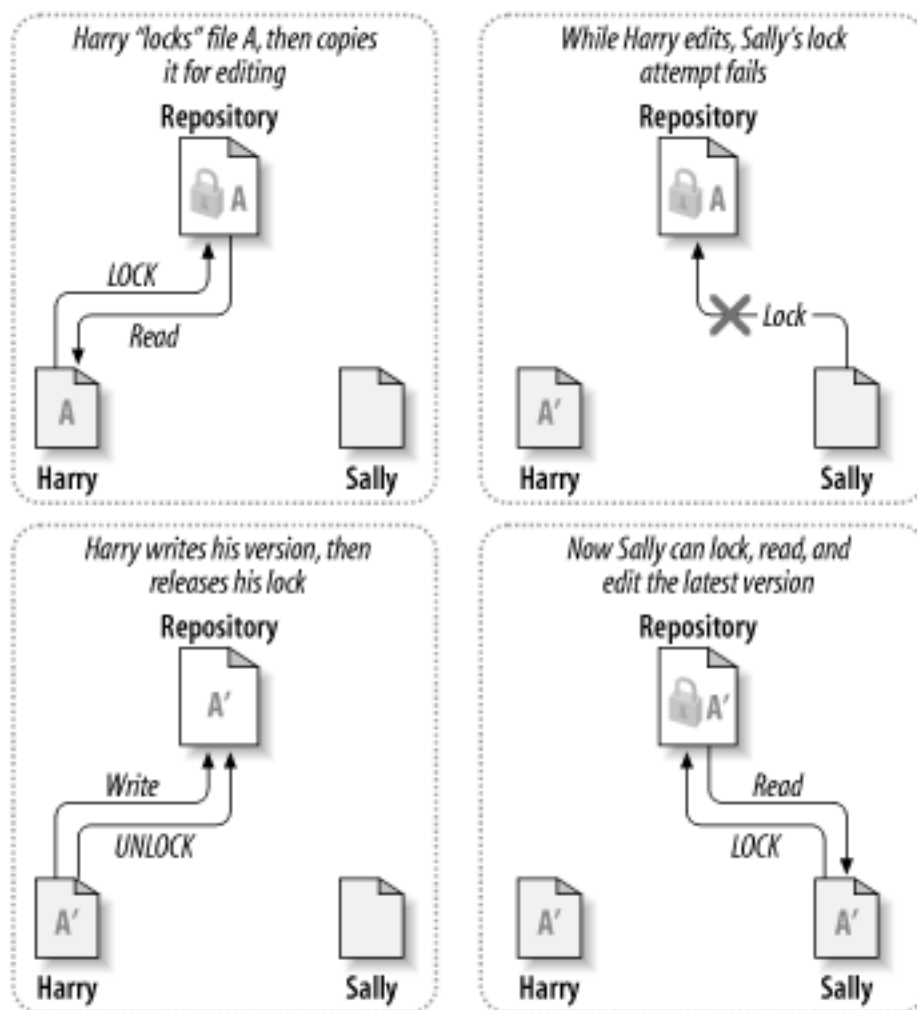 Harry “locks” file A, then copies
it for editing
Repository
A
LOCK
Read
A
Harry
Sally
While Harry edits, Sally’s lock
attempt fails
Repository
A
Lock
A′
Harry
Sally
Harry writes his version, then
releases his lock
Repository
A′
Write
UNLOCK
A′
Harry
Sally
Now Sally can lock, read, and
edit the latest version
Repository
A′
Read
LOCK
A′
Harry
A′
Sally